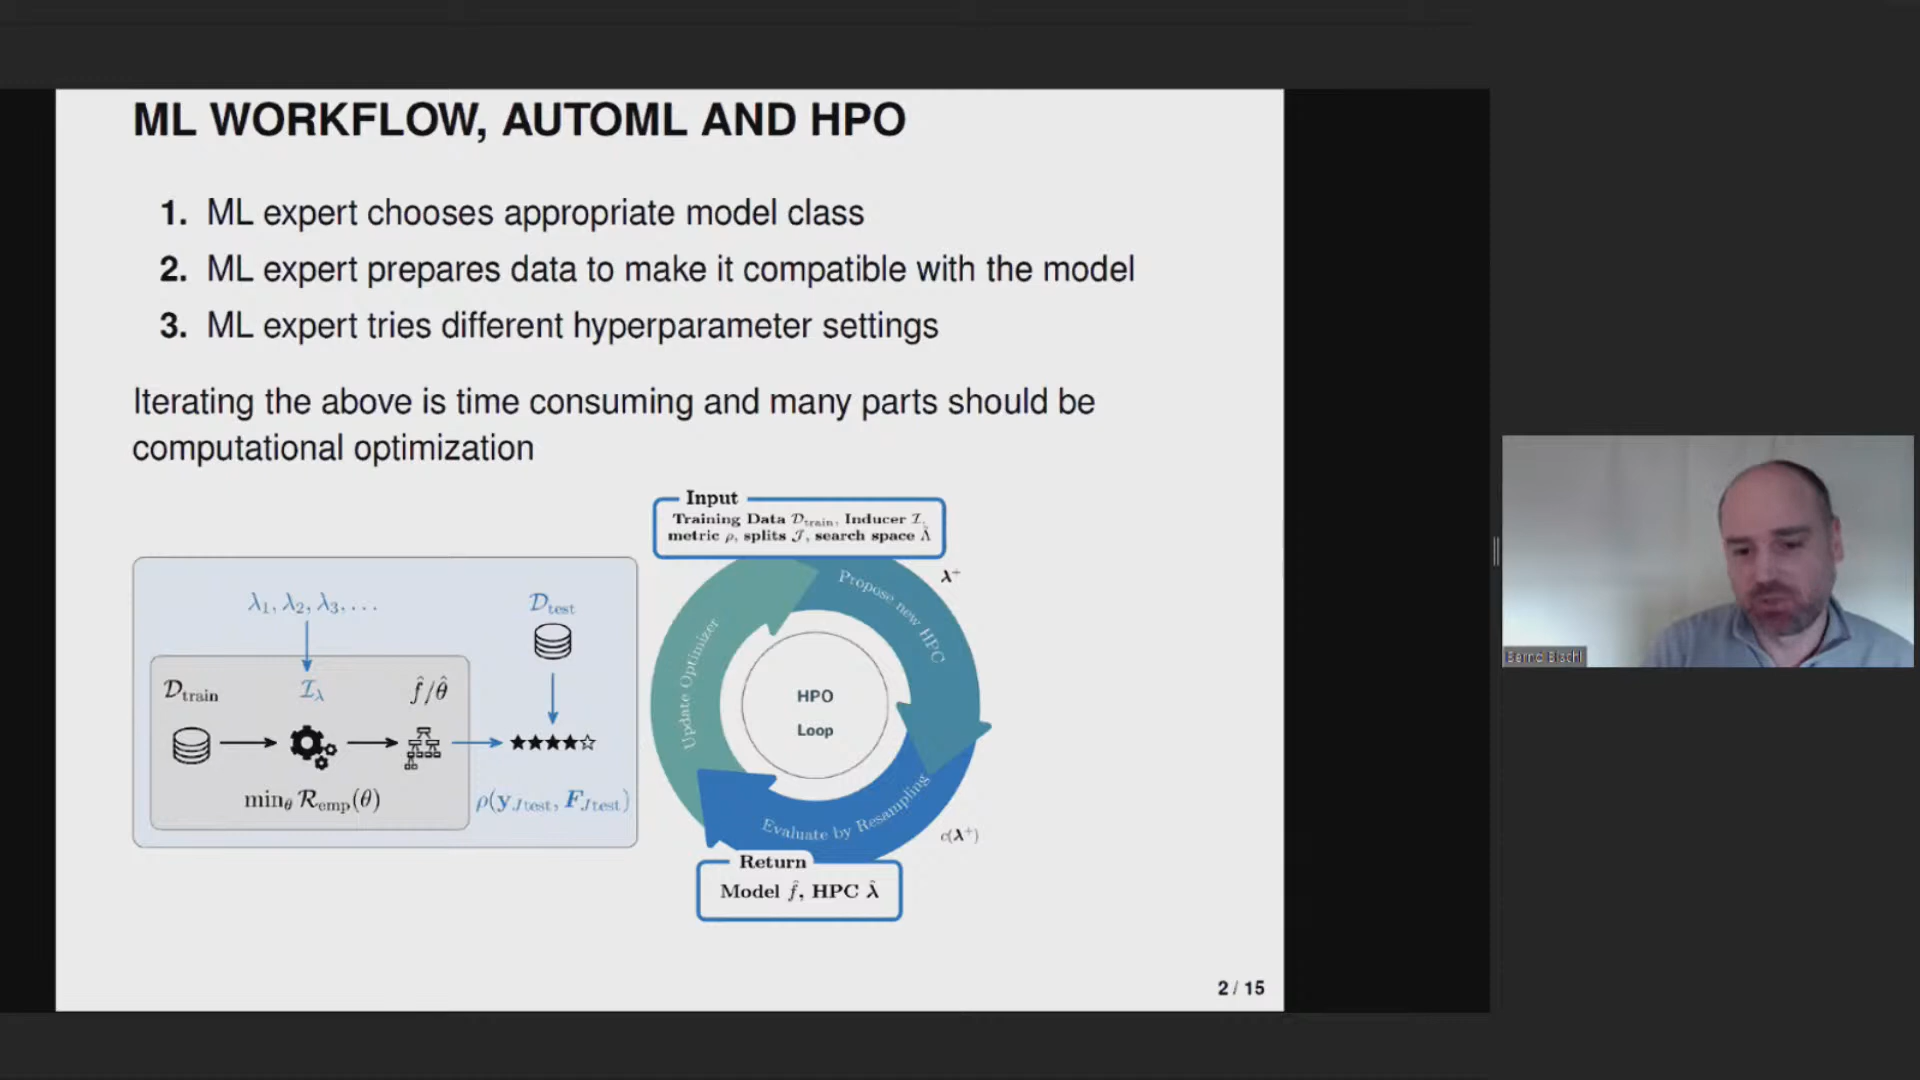 ML WORKFLOW, AUTOML AND HPO
1. ML expert chooses appropriate model class
2. ML expert prepares data to make it compatible with the model
3. ML expert tries different hyperparameter settings
Iterating the above is time consuming and many parts should be
computational optimization
λ₁, λ₂, λ₃, . . .
𝒟test
𝒟train
ℐλ
f̂/θ̂
minθ ℛemp(θ)
ρ(y_Jtest, F_Jtest)
Input
Training Data 𝒟train, Inducer ℐ,
metric ρ, splits 𝒥, search space Λ̃
λ⁺
Propose new HPC
Update Optimizer
HPO
Loop
Evaluate by Resampling
c(λ⁺)
Return
Model f̂, HPC λ̂
2 / 15
Bernd Bischl